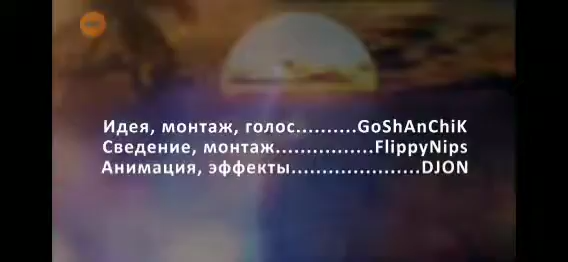 Идея, монтаж, голос..........GoShAnChiK
Сведение, монтаж................FlippyNips
Анимация, эффекты.....................DJON